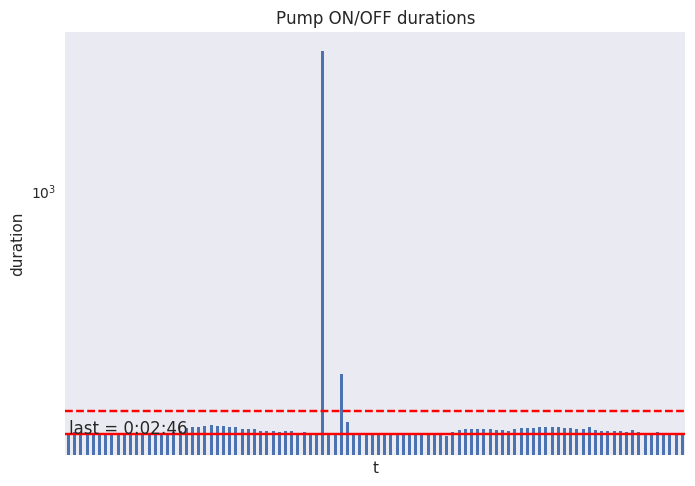 Pump ON/OFF durations
10³
duration
last = 0:02:46
t